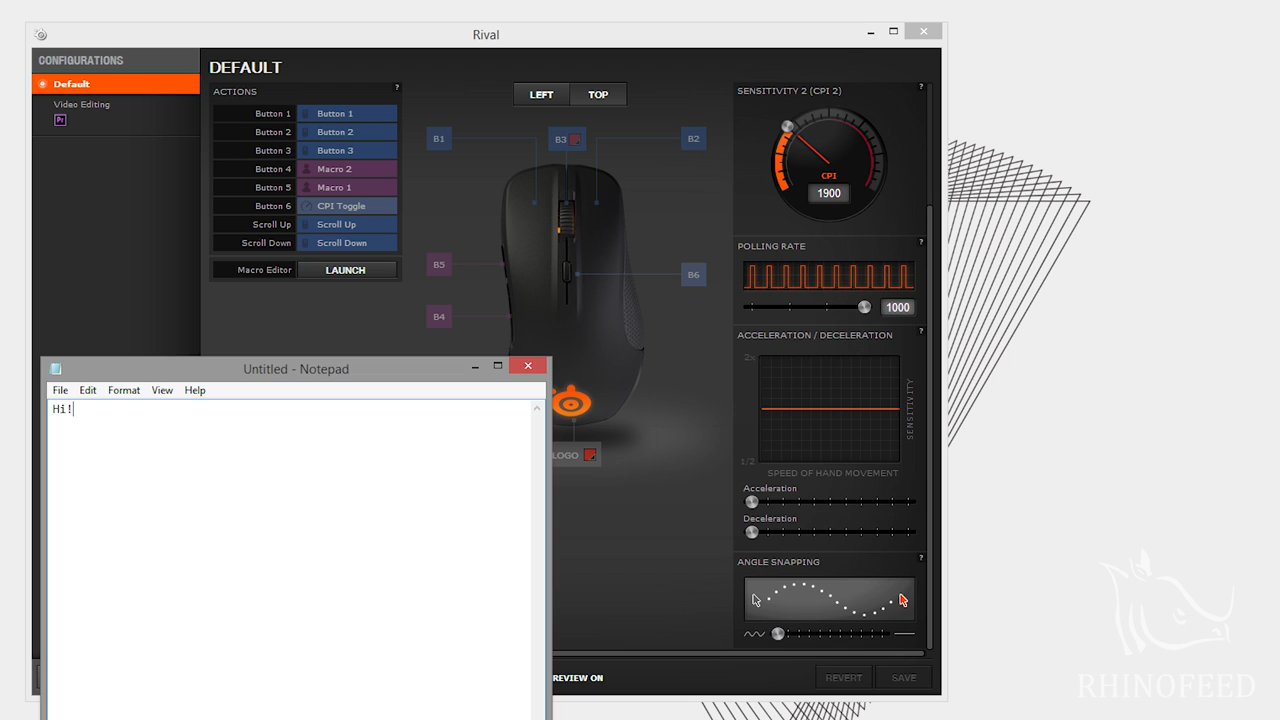 Rival
CONFIGURATIONS
Default
Video Editing
Pr
DEFAULT
ACTIONS
?
Button 1 Button 1
Button 2 Button 2
Button 3 Button 3
Button 4 Macro 2
Button 5 Macro 1
Button 6 CPI Toggle
Scroll Up Scroll Up
Scroll Down Scroll Down
Macro Editor LAUNCH
LEFT TOP
B1 B3 B2
B5 B6
B4
LOGO
SENSITIVITY 2 (CPI 2) ?
CPI
1900
POLLING RATE ?
1000
ACCELERATION / DECELERATION ?
2x
SENSITIVITY
1/2
SPEED OF HAND MOVEMENT
Acceleration
Deceleration
ANGLE SNAPPING ?
REVIEW ON REVERT SAVE
Untitled - Notepad
File Edit Format View Help
Hi!
RHINOFEED